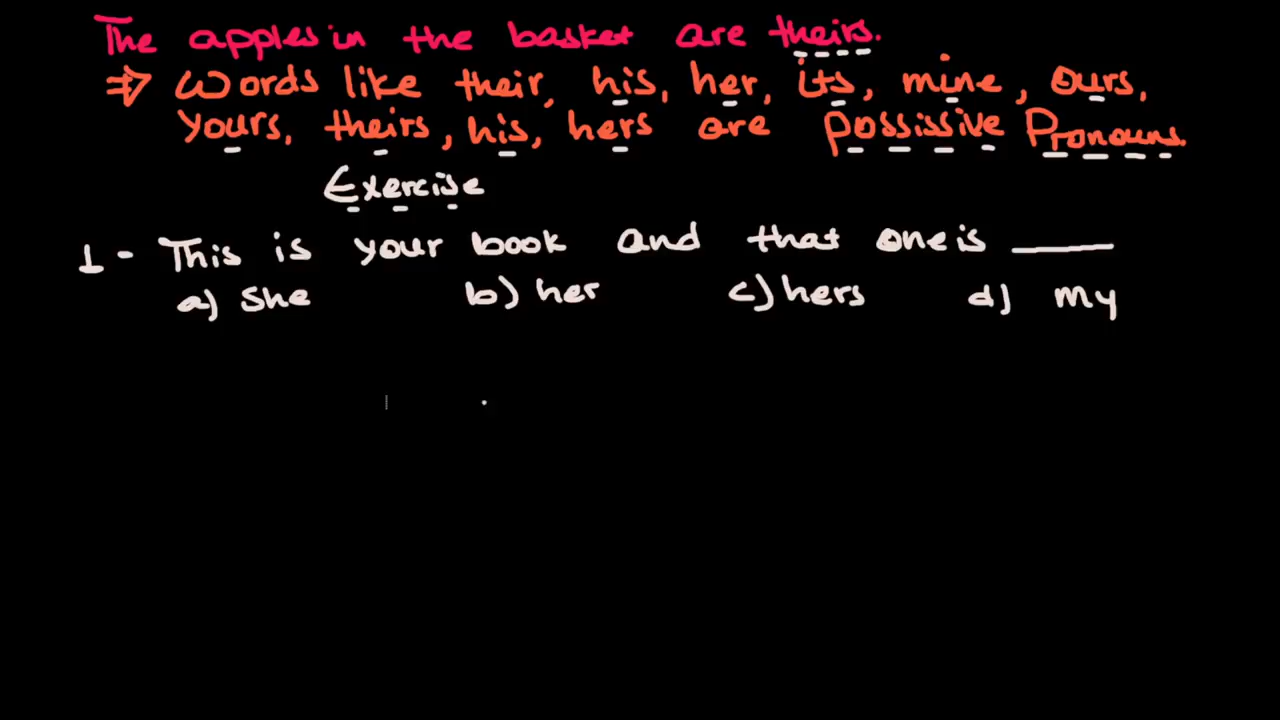 The apples in the basket are theirs.
⇒ Words like their, his, her, its, mine, ours,
yours, theirs, his, hers are possissive Pronouns.
Exercise
1- This is your book and that one is ____
a) She b) her c) hers d) My